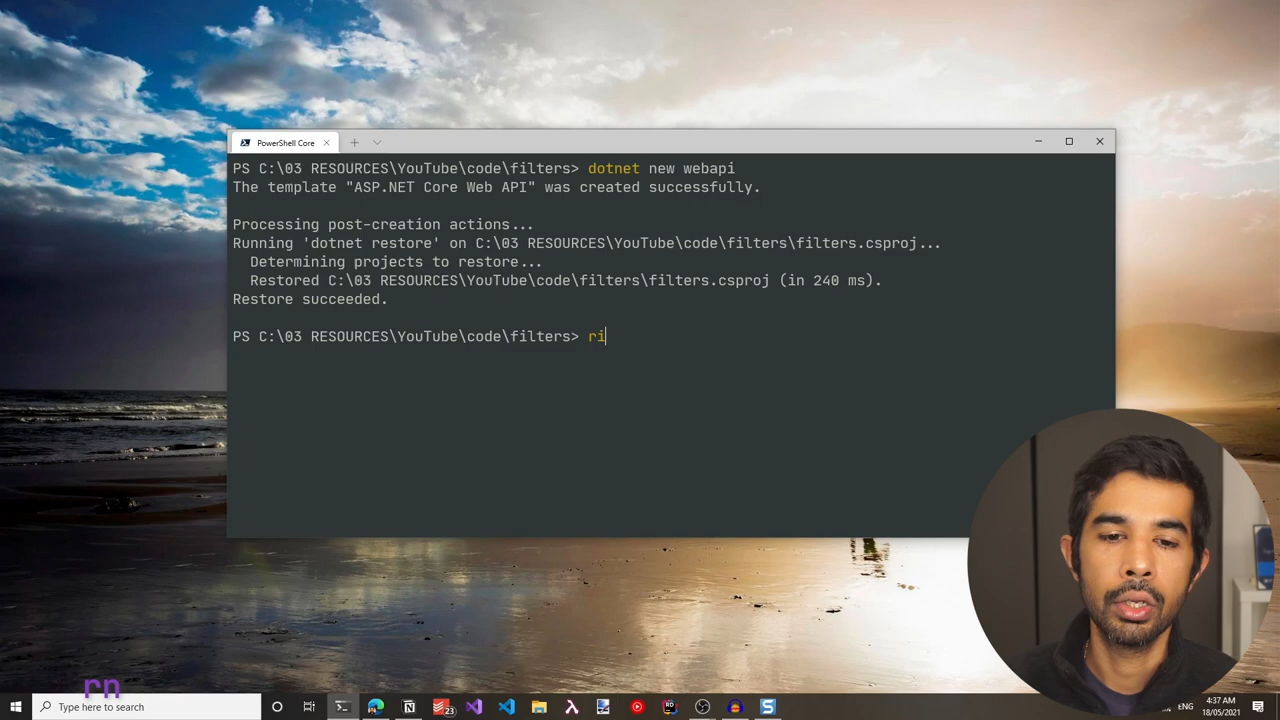 PowerShell Core
PS C:\03 RESOURCES\YouTube\code\filters> dotnet new webapi
The template "ASP.NET Core Web API" was created successfully.
Processing post-creation actions...
Running 'dotnet restore' on C:\03 RESOURCES\YouTube\code\filters\filters.csproj...
Determining projects to restore...
Restored C:\03 RESOURCES\YouTube\code\filters\filters.csproj (in 240 ms).
Restore succeeded.
PS C:\03 RESOURCES\YouTube\code\filters> ri
rn
Type here to search
23
ENG
4:37 AM
18/05/2021